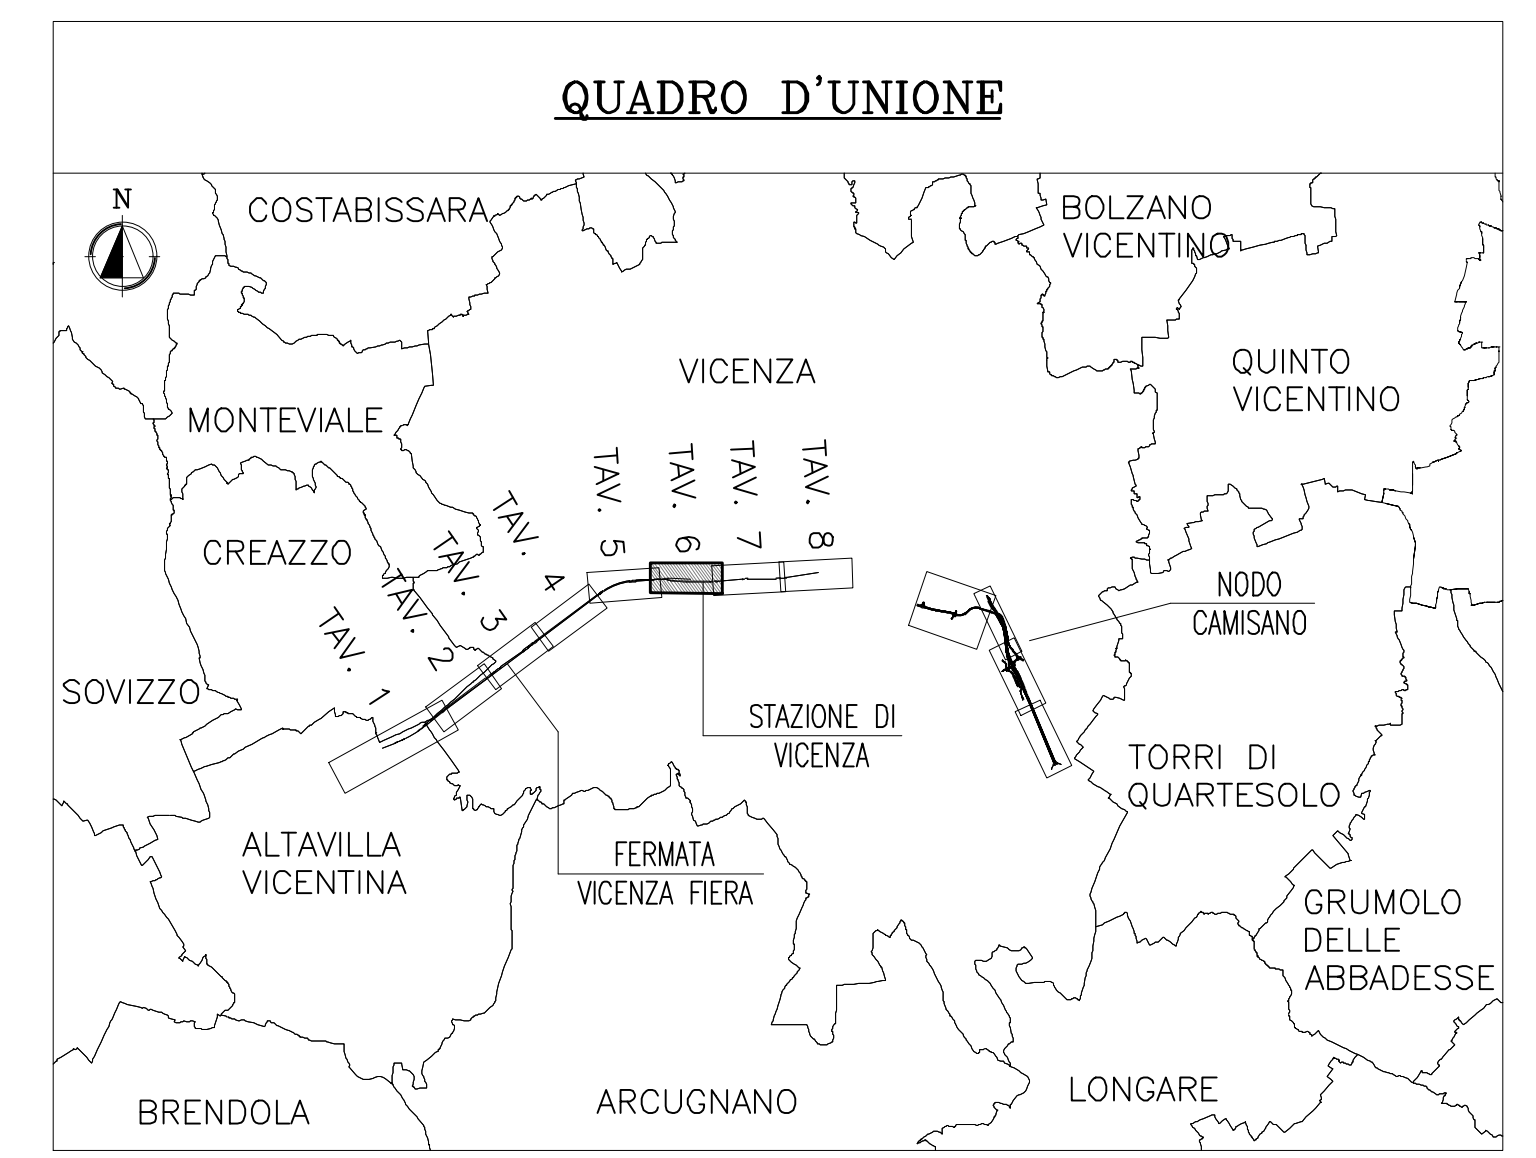 QUADRO D'UNIONE
N
COSTABISSARA
BOLZANO
VICENTINO
QUINTO
VICENTINO
VICENZA
MONTEVIALE
CREAZZO
TAV. 1
TAV. 2
TAV. 3
TAV. 4
TAV. 5
TAV. 6
TAV. 7
TAV. 8
NODO
CAMISANO
SOVIZZO
STAZIONE DI
VICENZA
TORRI DI
QUARTESOLO
ALTAVILLA
VICENTINA
FERMATA
VICENZA FIERA
GRUMOLO
DELLE
ABBADESSE
BRENDOLA
ARCUGNANO
LONGARE